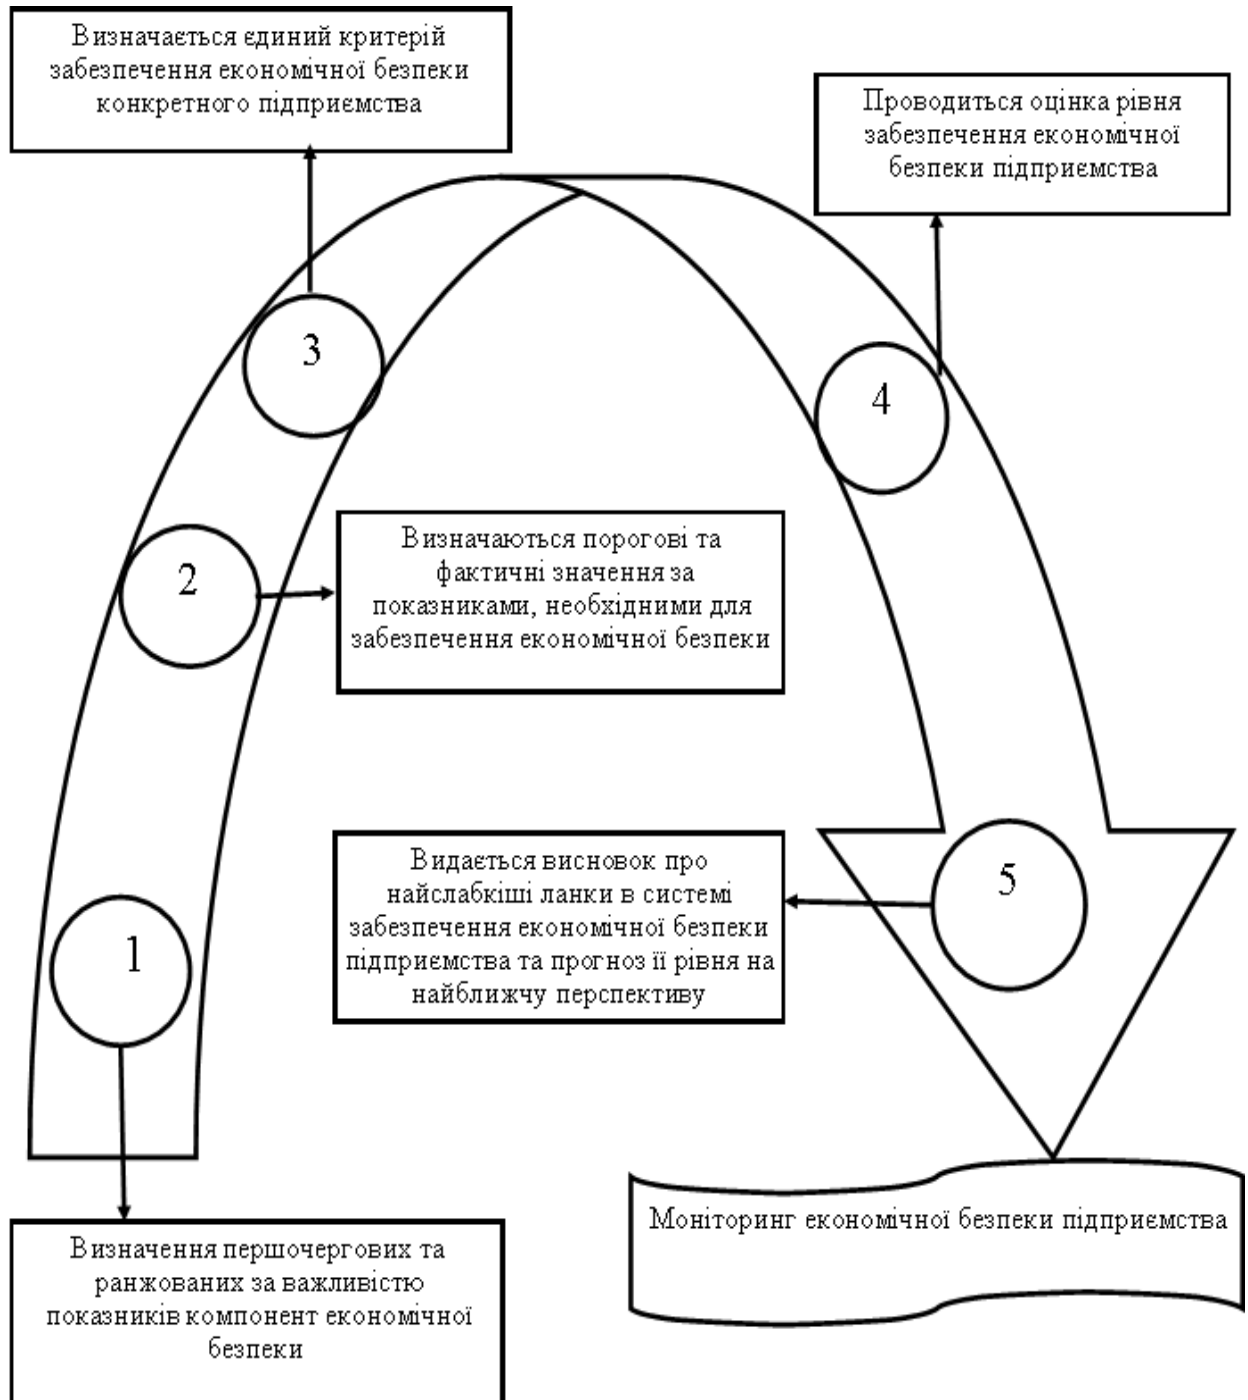 Визначається єдиний критерій
забезпечення економічної безпеки
конкретного підприємства
Проводиться оцінка рівня
забезпечення економічної
безпеки підприємства
3
4
Визначаються порогові та
фактичні значення за
показниками, необхідними для
забезпечення економічної безпеки
2
Видається висновок про
найслабкіші ланки в системі
забезпечення економічної безпеки
підприємства та прогноз її рівня на
найближчу перспективу
5
1
Моніторинг економічної безпеки підприємства
Визначення першочергових та
ранжованих за важливістю
показників компонент економічної
безпеки